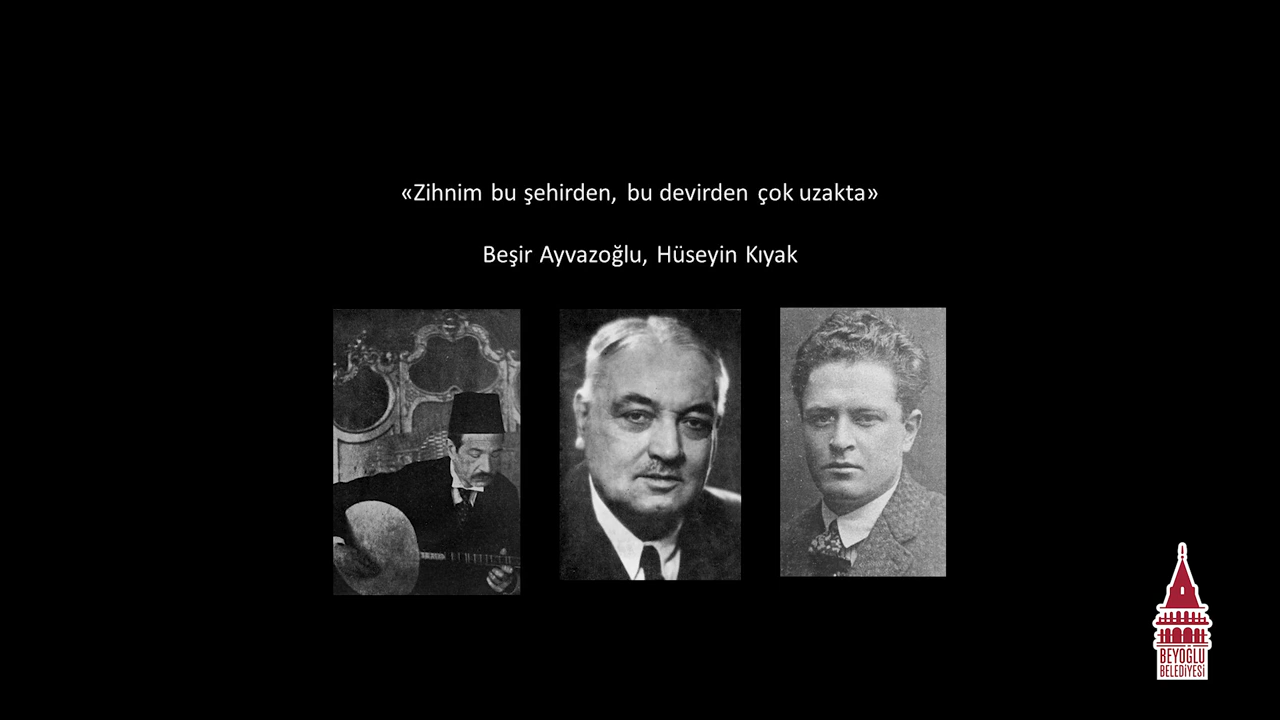 «Zihnim bu şehirden, bu devirden çok uzakta»
Beşir Ayvazoğlu, Hüseyin Kıyak
BEYOĞLU
BELEDİYESİ